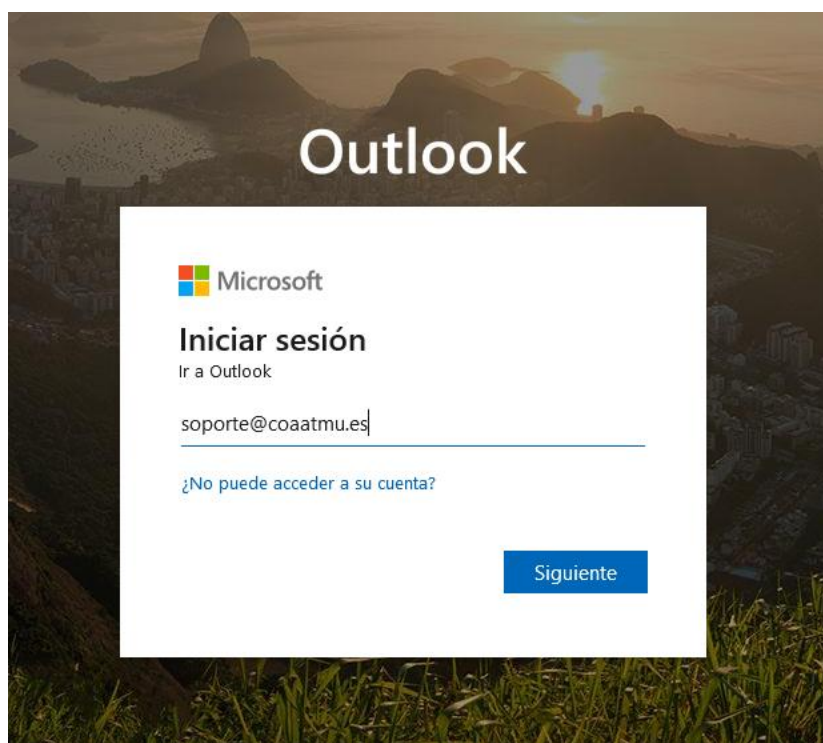 Outlook
Microsoft
Iniciar sesión
Ir a Outlook
soporte@coaatmu.es
¿No puede acceder a su cuenta?
Siguiente